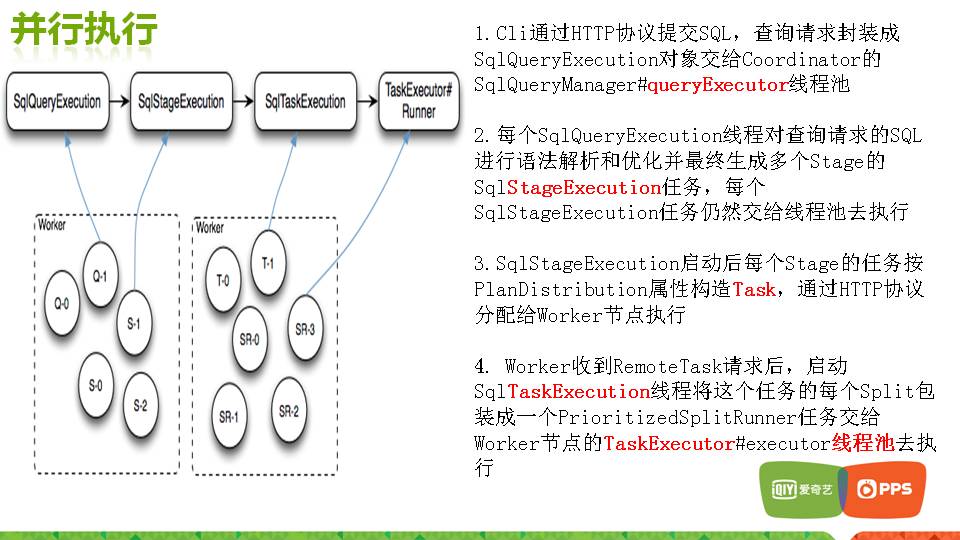 并行执行
SqlQueryExecution
SqlStageExecution
SqlTaskExecution
TaskExecutor#
Runner
Worker
Q-0
Q-1
S-1
S-0
S-2
Worker
T-0
T-1
SR-0
SR-3
SR-1
SR-2
1.Cli通过HTTP协议提交SQL，查询请求封装成
SqlQueryExecution对象交给Coordinator的
SqlQueryManager#queryExecutor线程池
2.每个SqlQueryExecution线程对查询请求的SQL
进行语法解析和优化并最终生成多个Stage的
SqlStageExecution任务，每个
SqlStageExecution任务仍然交给线程池去执行
3.SqlStageExecution启动后每个Stage的任务按
PlanDistribution属性构造Task，通过HTTP协议
分配给Worker节点执行
4. Worker收到RemoteTask请求后，启动
SqlTaskExecution线程将这个任务的每个Split包
装成一个PrioritizedSplitRunner任务交给
Worker节点的TaskExecutor#executor线程池去执
行
iQIYI爱奇艺
PPS